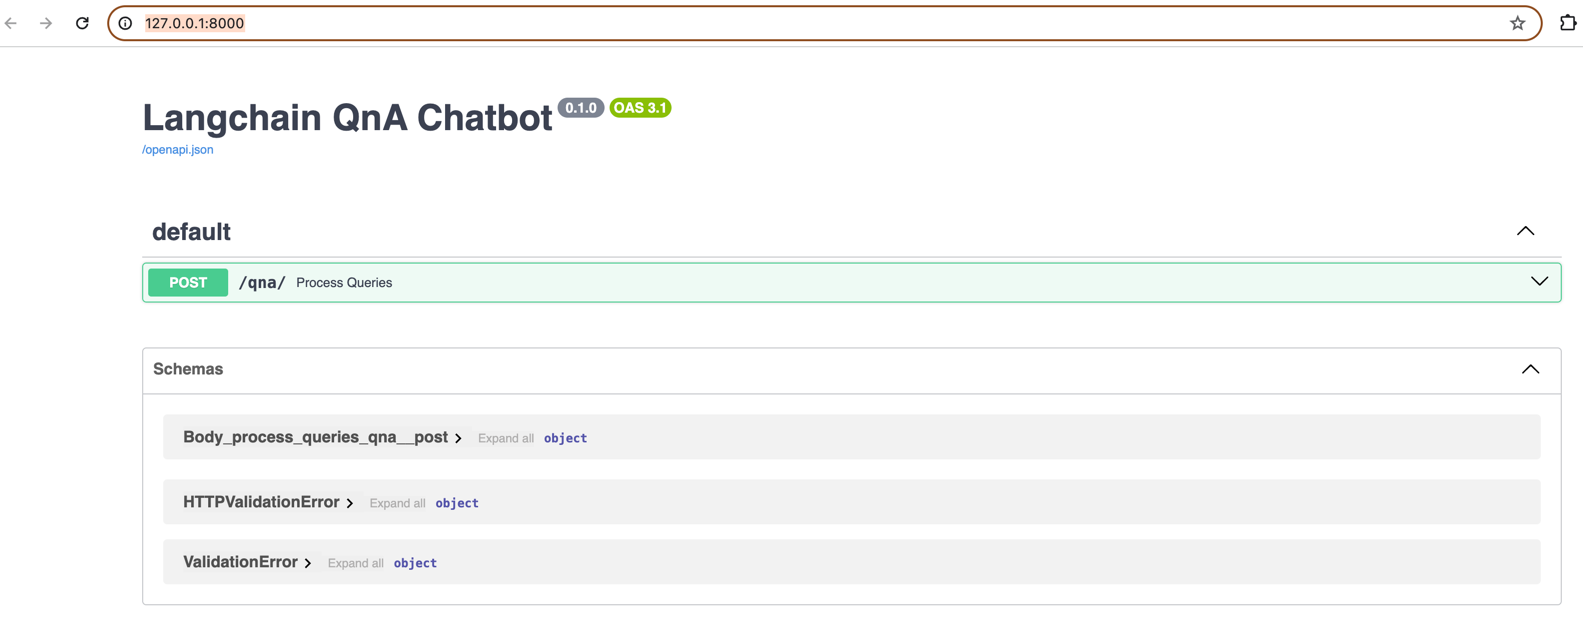 127.0.0.1:8000
Langchain QnA Chatbot 0.1.0 OAS 3.1
/openapi.json
default
POST /qna/ Process Queries
Schemas
Body_process_queries_qna__post Expand all object
HTTPValidationError Expand all object
ValidationError Expand all object